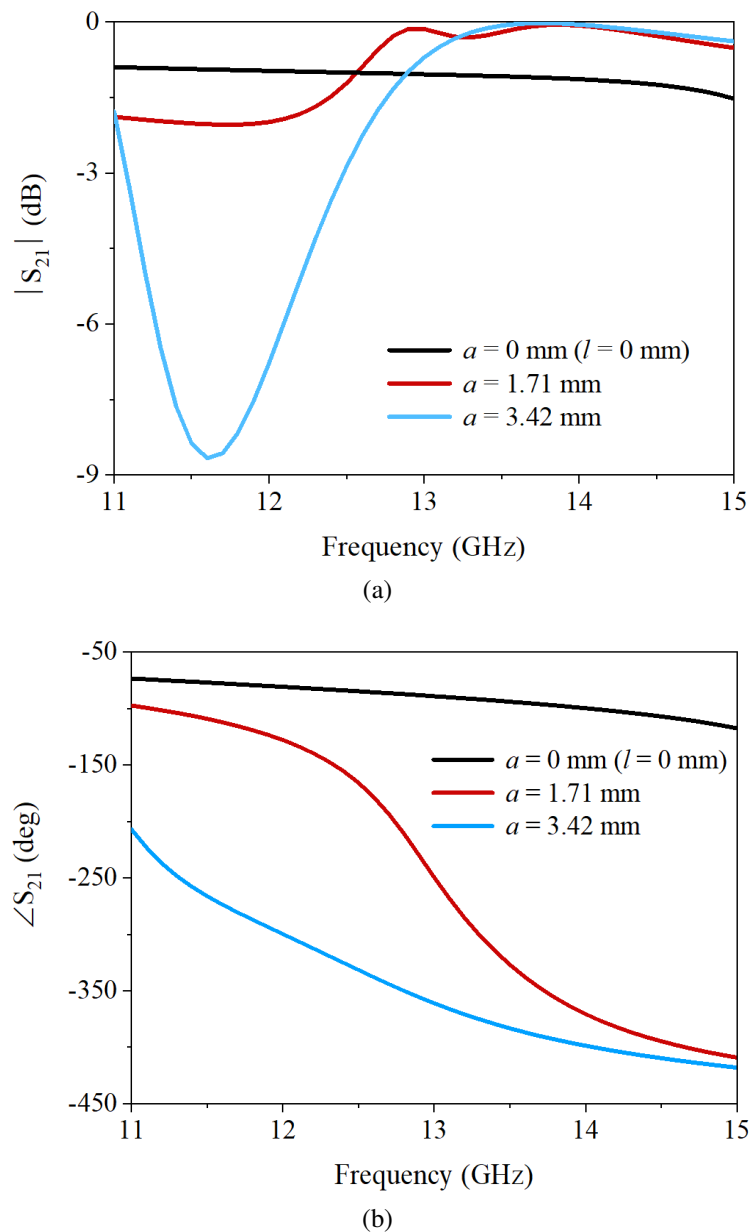 0
-3
-6
-9
|S21| (dB)
a = 0 mm (l = 0 mm)
a = 1.71 mm
a = 3.42 mm
11 12 13 14 15
Frequency (GHz)
(a)
-50
-150
-250
-350
-450
∠S21 (deg)
a = 0 mm (l = 0 mm)
a = 1.71 mm
a = 3.42 mm
11 12 13 14 15
Frequency (GHz)
(b)